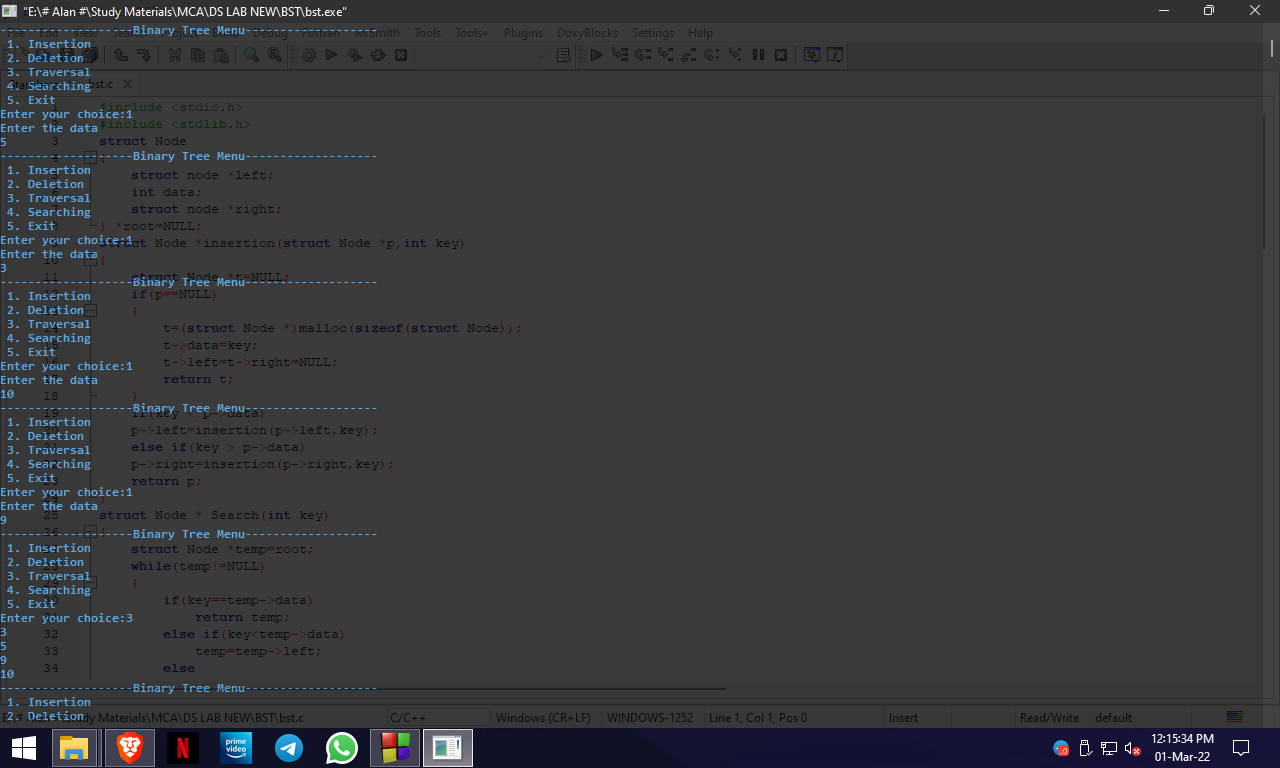 "E:\# Alan #\Study Materials\MCA\DS LAB NEW\BST\bst.exe"
-------------------Binary Tree Menu-------------------
1. Insertion
2. Deletion
3. Traversal
4. Searching
5. Exit
Enter your choice:1
Enter the data
5
-------------------Binary Tree Menu-------------------
1. Insertion
2. Deletion
3. Traversal
4. Searching
5. Exit
Enter your choice:1
Enter the data
3
-------------------Binary Tree Menu-------------------
1. Insertion
2. Deletion
3. Traversal
4. Searching
5. Exit
Enter your choice:1
Enter the data
10
-------------------Binary Tree Menu-------------------
1. Insertion
2. Deletion
3. Traversal
4. Searching
5. Exit
Enter your choice:1
Enter the data
9
-------------------Binary Tree Menu-------------------
1. Insertion
2. Deletion
3. Traversal
4. Searching
5. Exit
Enter your choice:3
3
5
9
10
-------------------Binary Tree Menu-------------------
1. Insertion
2. Deletion
Tools Tools+ Plugins DoxyBlocks Settings Help
bst.c
#include <stdio.h>
#include <stdlib.h>
3 struct Node
struct node *left;
int data;
struct node *right;
} *root=NULL;
struct Node *insertion(struct Node *p,int key)
{
11 struct Node *t=NULL;
if(p==NULL)
{
t=(struct Node *)malloc(sizeof(struct Node));
t->data=key;
t->left=t->right=NULL;
return t;
18 }
19 if(key < p->data)
p->left=insertion(p->left,key);
else if(key > p->data)
p->right=insertion(p->right,key);
return p;
25 struct Node * Search(int key)
26 {
struct Node *temp=root;
while(temp!=NULL)
29 {
if(key==temp->data)
return temp;
32 else if(key<temp->data)
33 temp=temp->left;
34 else
Study Materials\MCA\DS LAB NEW\BST\bst.c C/C++ Windows (CR+LF) WINDOWS-1252 Line 1, Col 1, Pos 0 Insert Read/Write default
prime video
12:15:34 PM
01-Mar-22